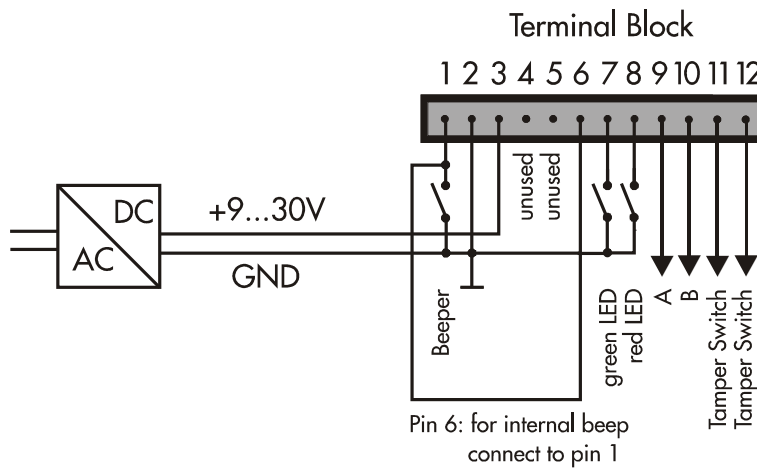 Terminal Block
1 2 3 4 5 6 7 8 9 10 11 12
unused
unused
DC
AC
+9...30V
GND
Beeper
green LED
red LED
A
B
Tamper Switch
Tamper Switch
Pin 6: for internal beep
connect to pin 1